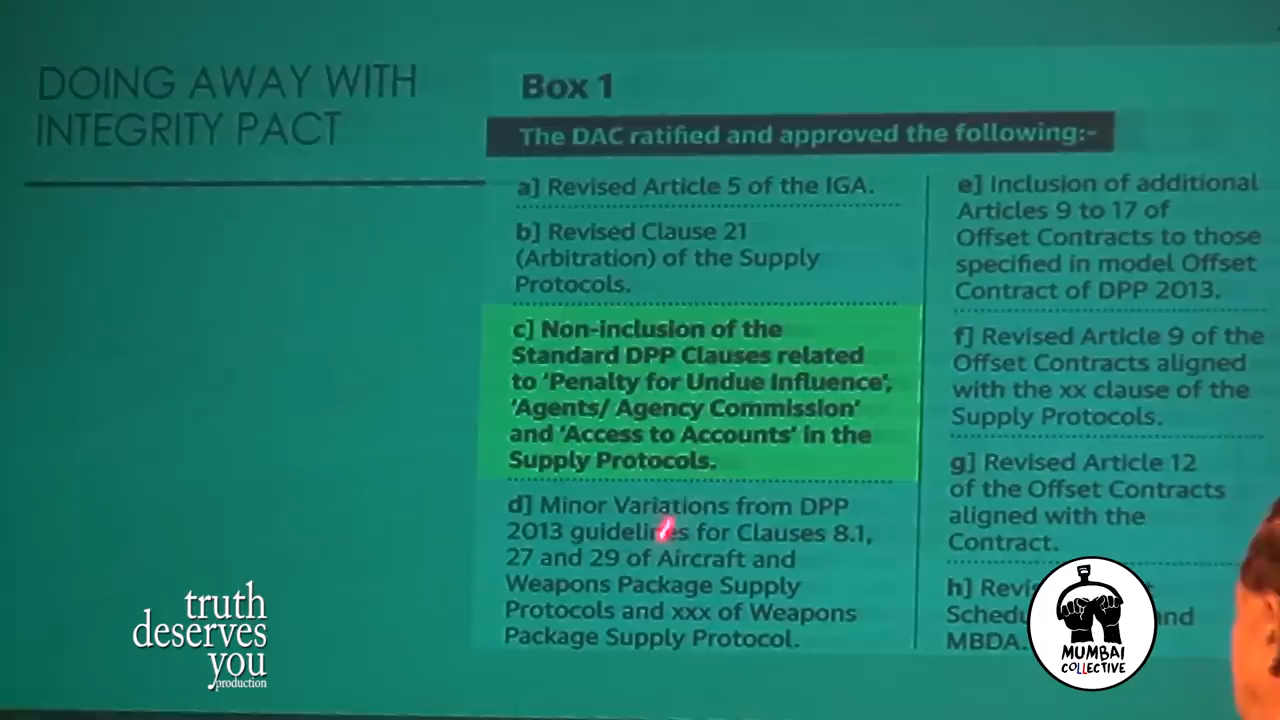 DOING AWAY WITH
INTEGRITY PACT
Box 1
The DAC ratified and approved the following:-
a] Revised Article 5 of the IGA.
b] Revised Clause 21
(Arbitration) of the Supply
Protocols.
c] Non-inclusion of the
Standard DPP Clauses related
to 'Penalty for Undue Influence',
'Agents/ Agency Commission'
and 'Access to Accounts' in the
Supply Protocols.
d] Minor Variations from DPP
2013 guidelines for Clauses 8.1,
27 and 29 of Aircraft and
Weapons Package Supply
Protocols and xxx of Weapons
Package Supply Protocol.
e] Inclusion of additional
Articles 9 to 17 of
Offset Contracts to those
specified in model Offset
Contract of DPP 2013.
f] Revised Article 9 of the
Offset Contracts aligned
with the xx clause of the
Supply Protocols.
g] Revised Article 12
of the Offset Contracts
aligned with the
Contract.
h]
MBDA.
truth
deserves
you
production
MUMBAI
COLLECTIVE